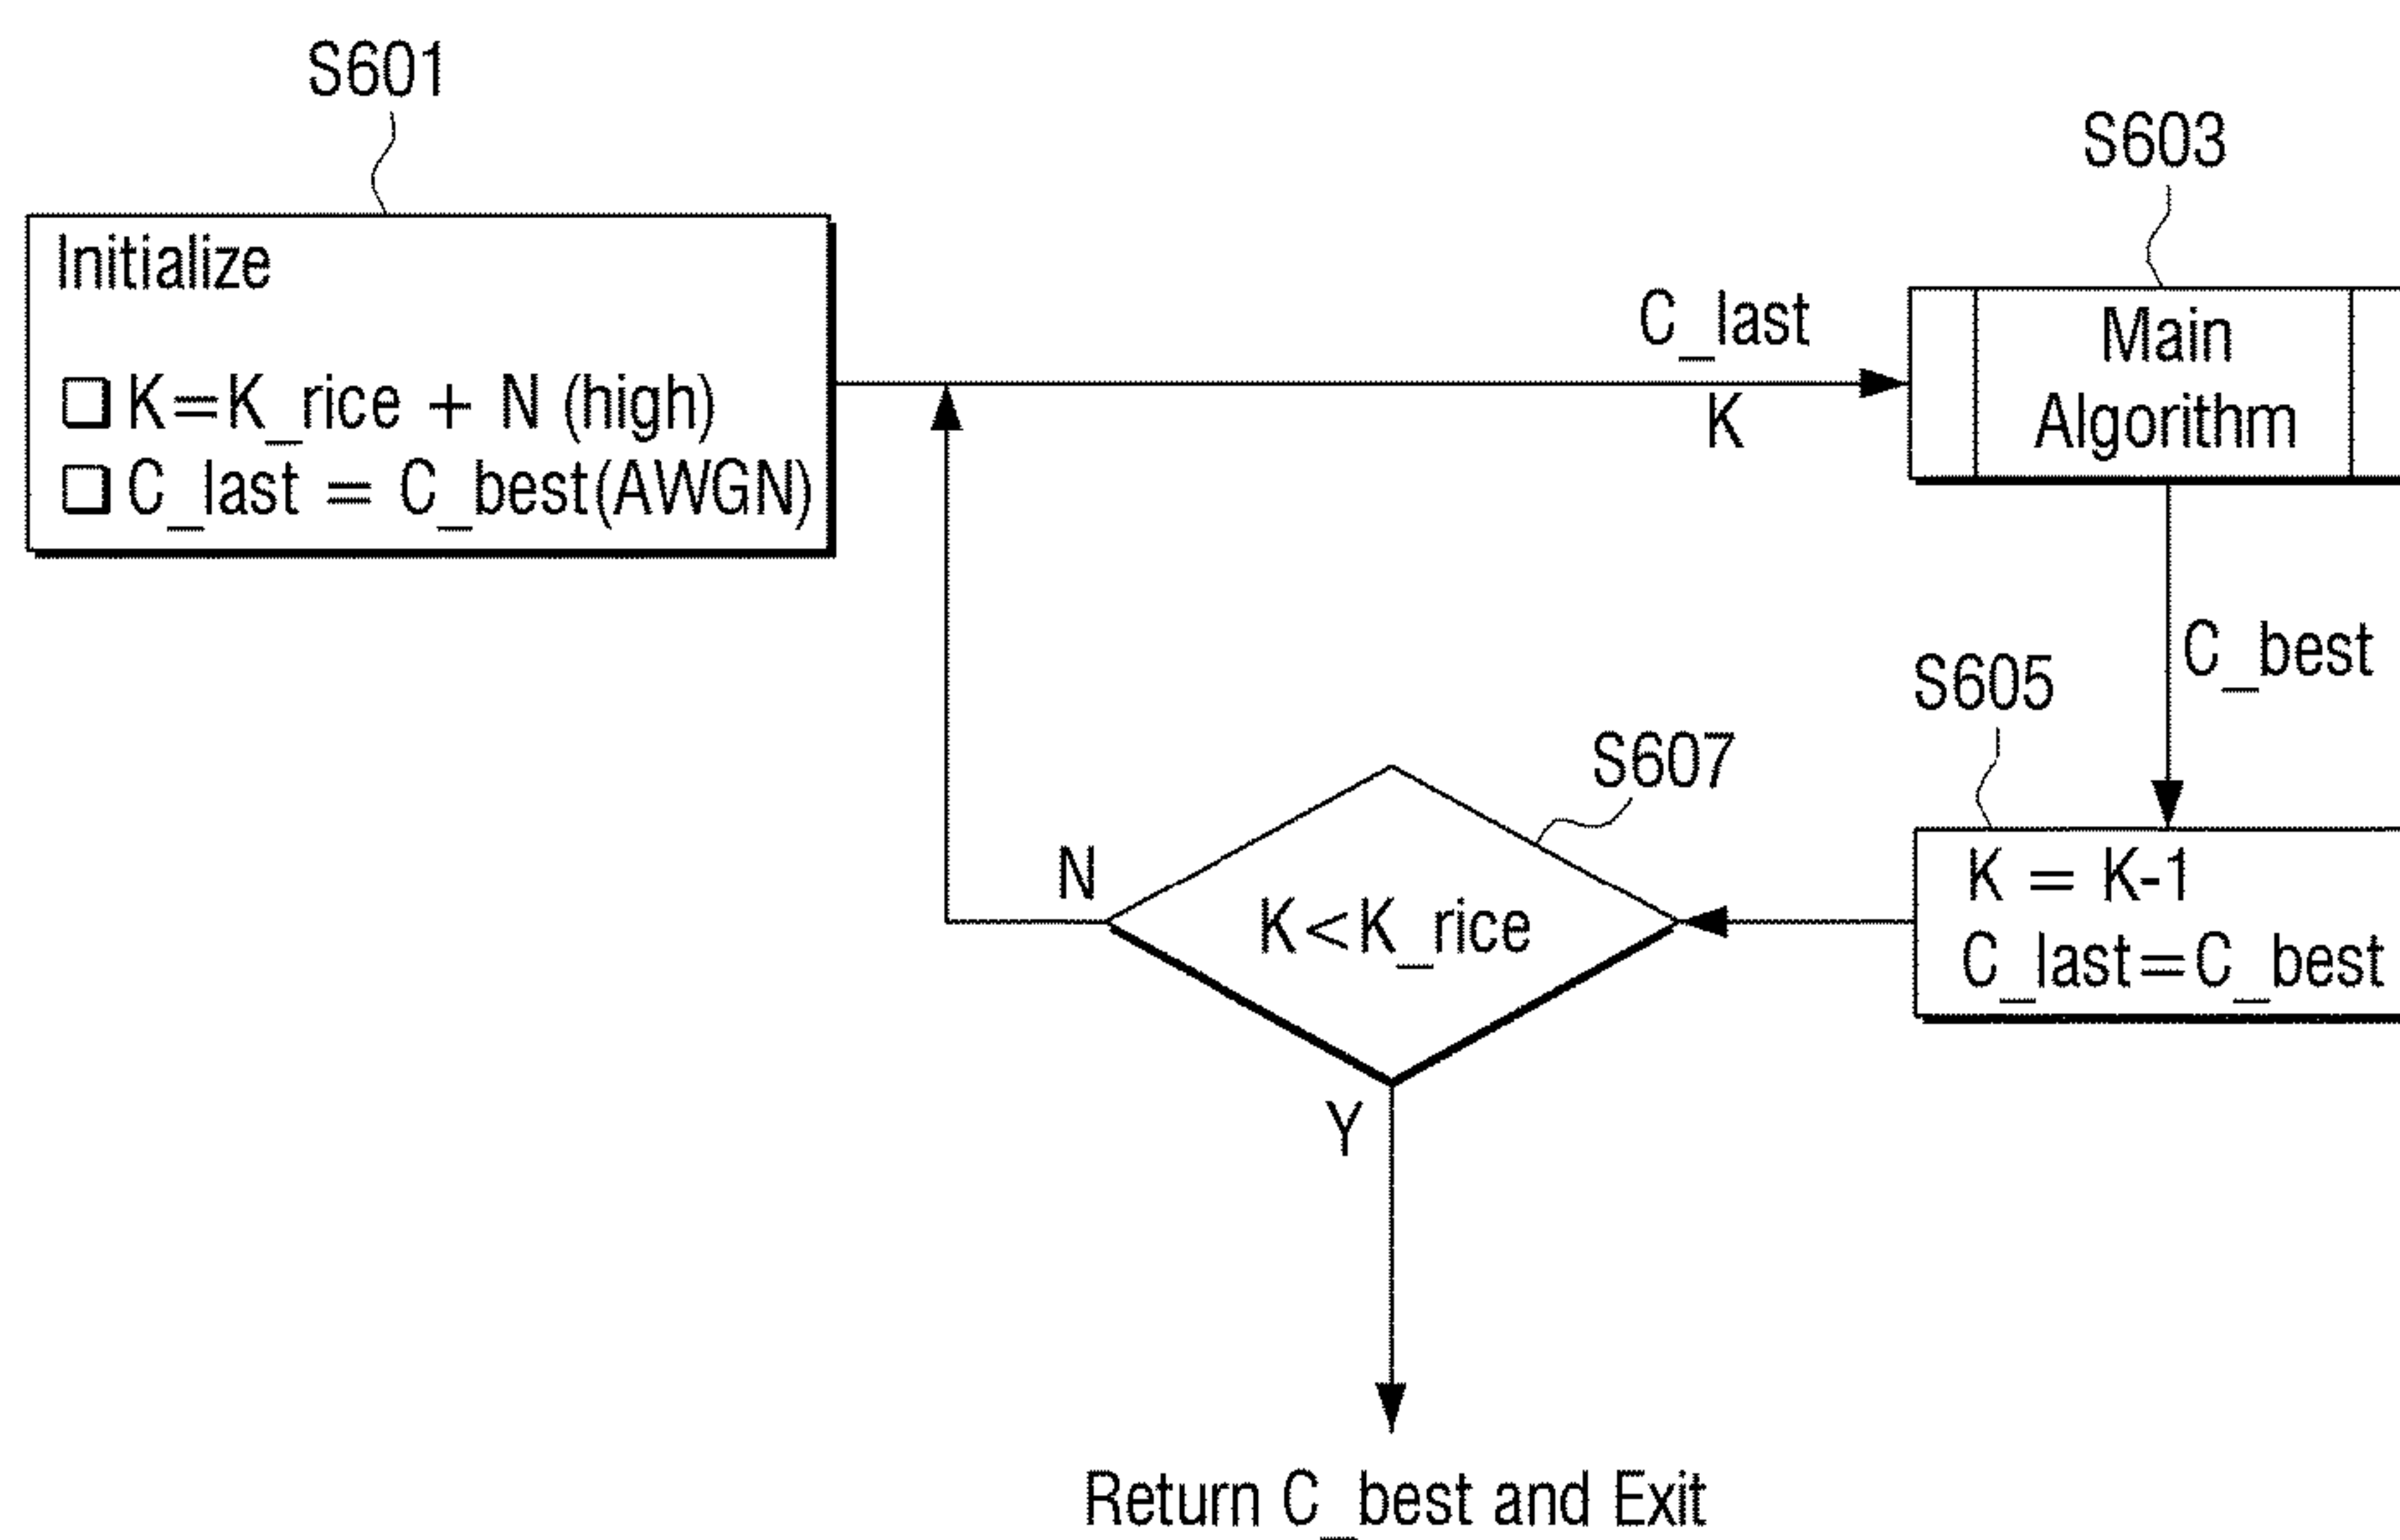 S601
Initialize
K=K_rice + N (high)
C_last = C_best(AWGN)
C_last
K
S603
Main
Algorithm
C_best
S605
K = K-1
C_last=C_best
S607
K<K_rice
N
Y
Return C_best and Exit